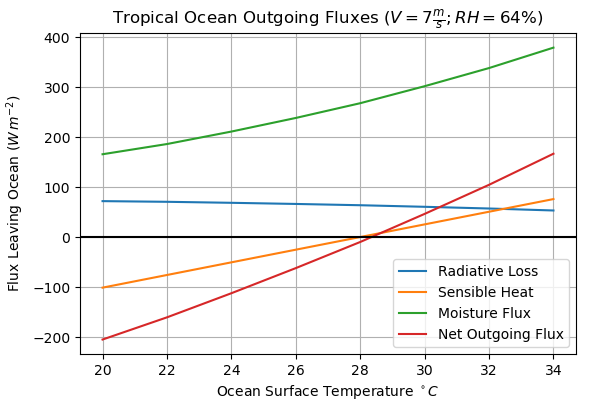 Tropical Ocean Outgoing Fluxes (V = 7 m/s; RH = 64%)
Flux Leaving Ocean (W m⁻²)
400
300
200
100
0
−100
−200
20 22 24 26 28 30 32 34
Ocean Surface Temperature °C
Radiative Loss
Sensible Heat
Moisture Flux
Net Outgoing Flux